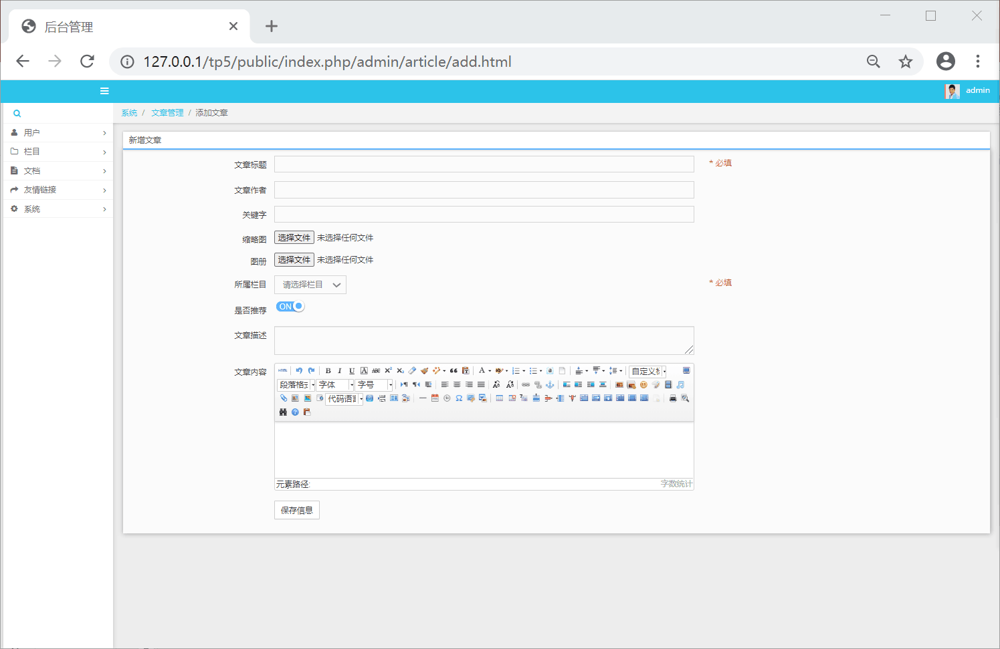 后台管理
127.0.0.1/tp5/public/index.php/admin/article/add.html
admin
系统 / 文章管理 / 添加文章
用户
栏目
文档
友情链接
系统
新增文章
文章标题
* 必填
文章作者
关键字
缩略图 选择文件 未选择任何文件
图册 选择文件 未选择任何文件
所属栏目 请选择栏目
* 必填
是否推荐 ON
文章描述
文章内容
HTML B I U A ABC X² X₂ A a 自定义标
段落格式 字体 字号
代码语言
元素路径: 字数统计
保存信息